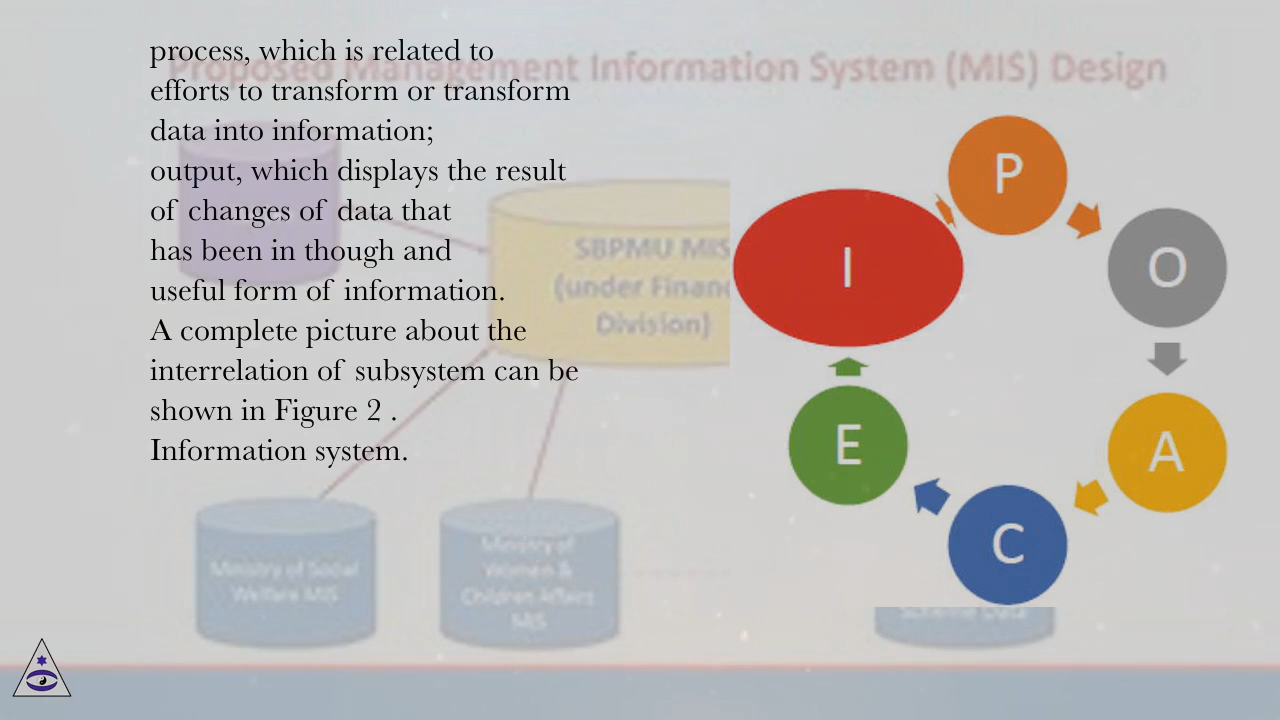 process, which is related to
efforts to transform or transform
data into information;
output, which displays the result
of changes of data that
has been in though and
useful form of information.
A complete picture about the
interrelation of subsystem can be
shown in Figure 2 .
Information system.
Proposed Management Information System (MIS) Design
SBPMU MIS
(under Finance
Division)
Ministry of Social
Welfare MIS
Ministry of
Women &
Children Affairs
MIS
Scheme Data
P
I
O
E
A
C